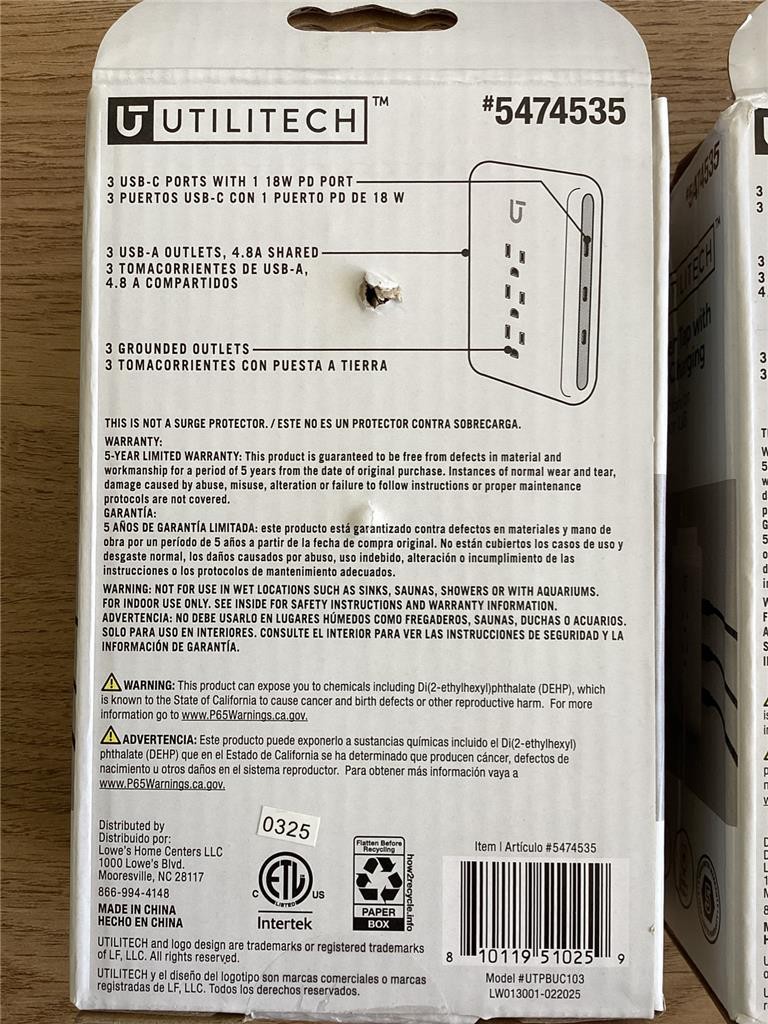 UTILITECH™
#5474535
3 USB-C PORTS WITH 1 18W PD PORT
3 PUERTOS USB-C CON 1 PUERTO PD DE 18 W
3 USB-A OUTLETS, 4.8A SHARED
3 TOMACORRIENTES DE USB-A,
4.8 A COMPARTIDOS
3 GROUNDED OUTLETS
3 TOMACORRIENTES CON PUESTA A TIERRA
THIS IS NOT A SURGE PROTECTOR. / ESTE NO ES UN PROTECTOR CONTRA SOBRECARGA.
WARRANTY:
5-YEAR LIMITED WARRANTY: This product is guaranteed to be free from defects in material and
workmanship for a period of 5 years from the date of original purchase. Instances of normal wear and tear,
damage caused by abuse, misuse, alteration or failure to follow instructions or proper maintenance
protocols are not covered.
GARANTÍA:
5 AÑOS DE GARANTÍA LIMITADA: este producto está garantizado contra defectos en materiales y mano de
obra por un período de 5 años a partir de la fecha de compra original. No están cubiertos los casos de uso y
desgaste normal, los daños causados por abuso, uso indebido, alteración o incumplimiento de las
instrucciones o los protocolos de mantenimiento adecuados.
WARNING: NOT FOR USE IN WET LOCATIONS SUCH AS SINKS, SAUNAS, SHOWERS OR WITH AQUARIUMS.
FOR INDOOR USE ONLY. SEE INSIDE FOR SAFETY INSTRUCTIONS AND WARRANTY INFORMATION.
ADVERTENCIA: NO DEBE USARLO EN LUGARES HÚMEDOS COMO FREGADEROS, SAUNAS, DUCHAS O ACUARIOS.
SOLO PARA USO EN INTERIORES. CONSULTE EL INTERIOR PARA VER LAS INSTRUCCIONES DE SEGURIDAD Y LA
INFORMACIÓN DE GARANTÍA.
WARNING: This product can expose you to chemicals including Di(2-ethylhexyl)phthalate (DEHP), which
is known to the State of California to cause cancer and birth defects or other reproductive harm. For more
information go to www.P65Warnings.ca.gov.
ADVERTENCIA: Este producto puede exponerlo a sustancias químicas incluido el Di(2-ethylhexyl)
phthalate (DEHP) que en el Estado de California se ha determinado que producen cáncer, defectos de
nacimiento u otros daños en el sistema reproductor. Para obtener más información vaya a
www.P65Warnings.ca.gov.
Distributed by
Distribuido por:
Lowe's Home Centers LLC
1000 Lowe's Blvd.
Mooresville, NC 28117
866-994-4148
MADE IN CHINA
HECHO EN CHINA
0325
C ETL US
LISTED
Intertek
Flatten Before
Recycling
PAPER
BOX
how2recycle.info
Item | Artículo #5474535
8 10119 51025 9
Model #UTPBUC103
LW013001-022025
UTILITECH and logo design are trademarks or registered trademarks
of LF, LLC. All rights reserved.
UTILITECH y el diseño del logotipo son marcas comerciales o marcas
registradas de LF, LLC. Todos los derechos reservados.
#5474535